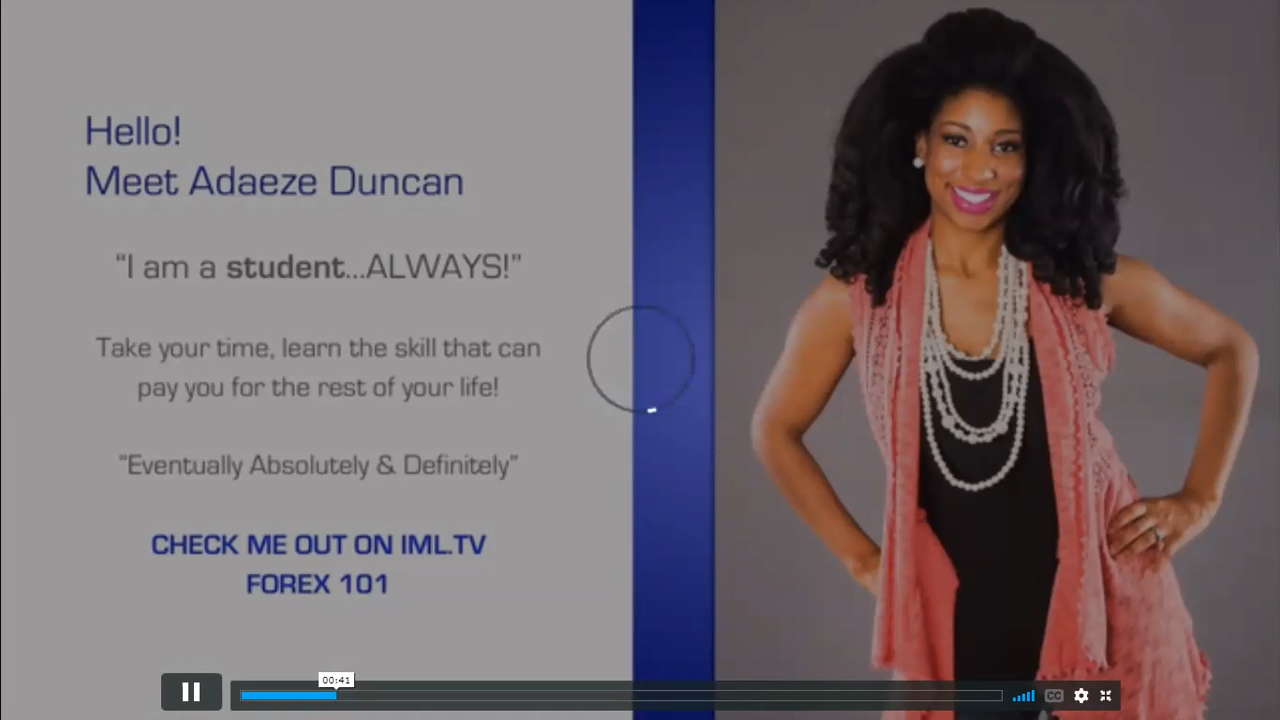 Hello!
Meet Adaeze Duncan
“I am a student...ALWAYS!”
Take your time, learn the skill that can
pay you for the rest of your life!
“Eventually Absolutely & Definitely”
CHECK ME OUT ON IML.TV
FOREX 101
00:41
CC